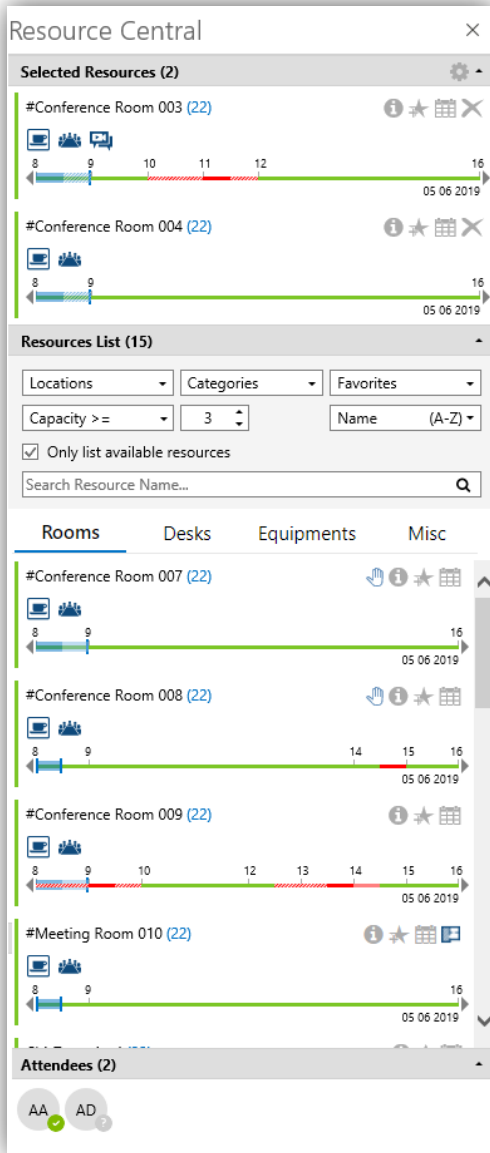 Resource Central
Selected Resources (2)
#Conference Room 003 (22)
8 9 10 11 12 16
05 06 2019
#Conference Room 004 (22)
8 9 16
05 06 2019
Resources List (15)
Locations Categories Favorites
Capacity >= 3 Name (A-Z)
Only list available resources
Search Resource Name...
Rooms Desks Equipments Misc
#Conference Room 007 (22)
8 9 16
05 06 2019
#Conference Room 008 (22)
8 9 14 15 16
05 06 2019
#Conference Room 009 (22)
8 9 10 12 13 14 15 16
05 06 2019
#Meeting Room 010 (22)
8 9 16
05 06 2019
Attendees (2)
AA AD